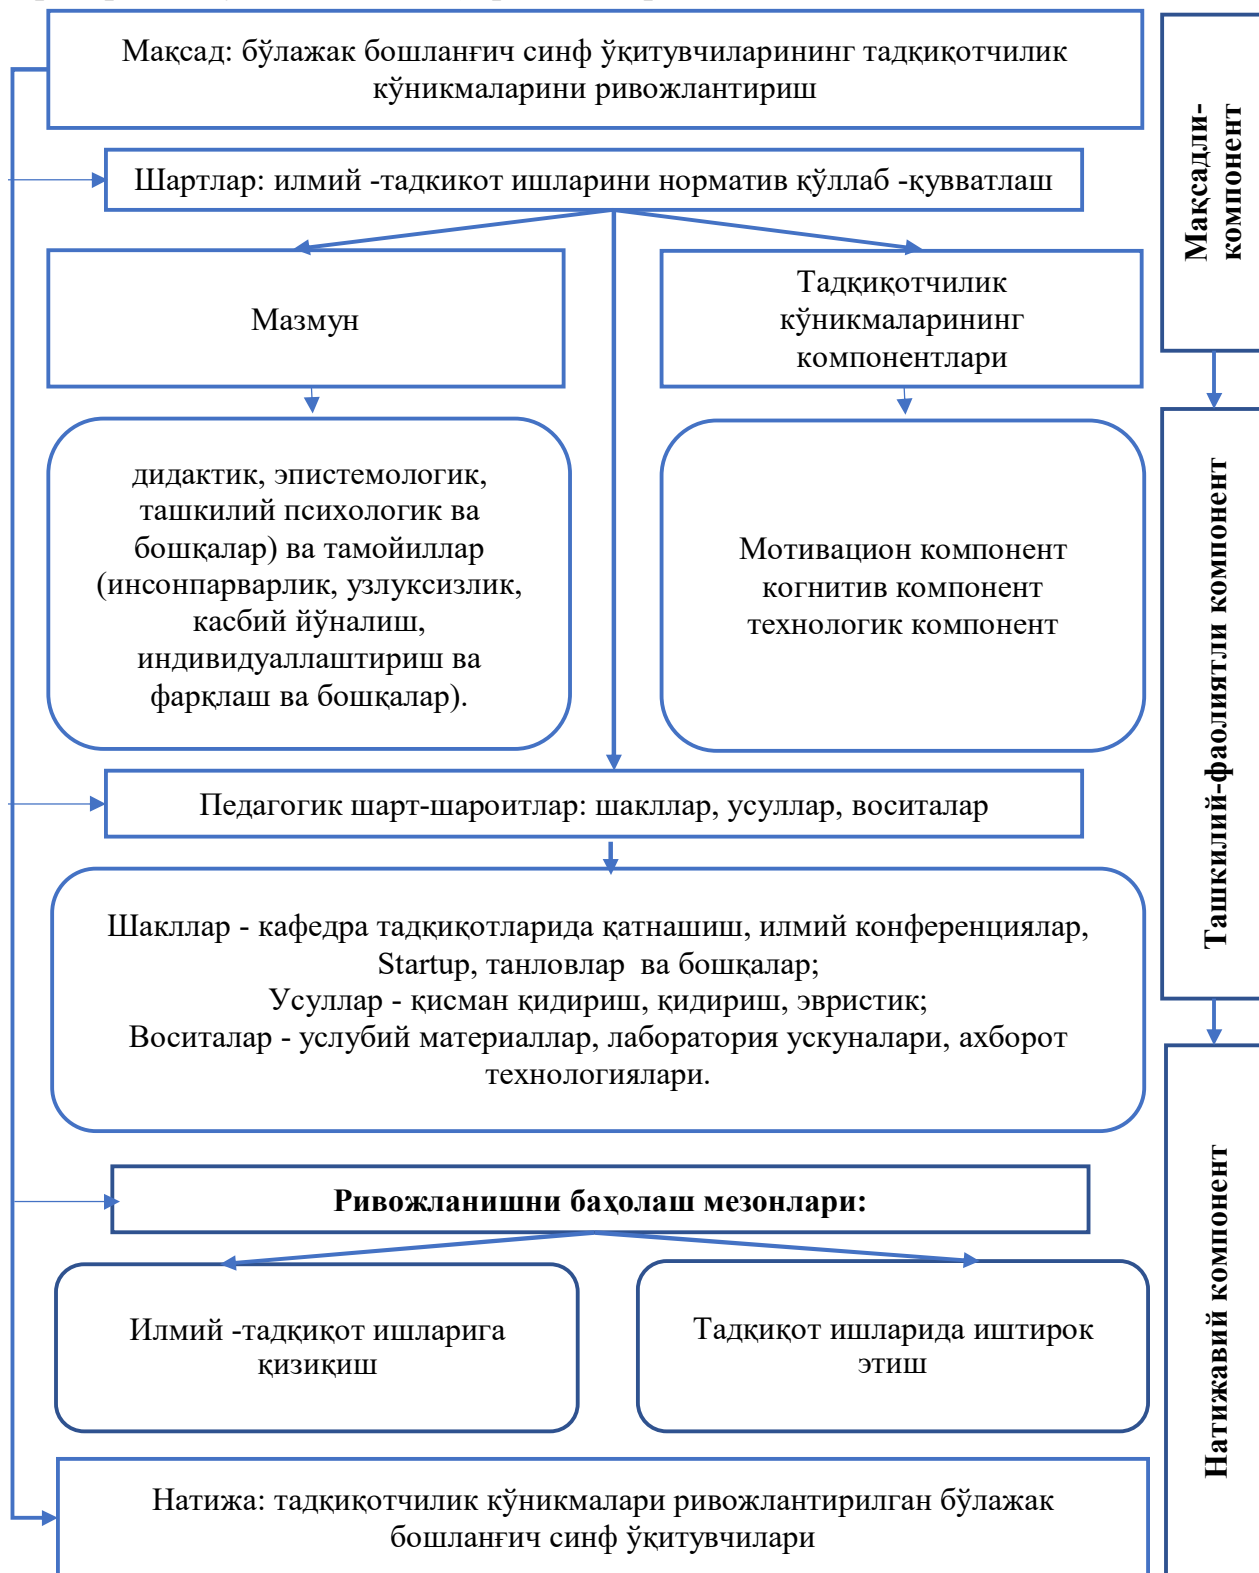 Мақсад: бўлажак бошланғич синф ўқитувчиларининг тадқиқотчилик
кўникмаларини ривожлантириш
Мақсадли-
компонент
Шартлар: илмий -тадкикот ишларини норматив қўллаб -қувватлаш
Мазмун
Тадқиқотчилик
кўникмаларининг
компонентлари
дидактик, эпистемологик,
ташкилий психологик ва
бошқалар) ва тамойиллар
(инсонпарварлик, узлуксизлик,
касбий йўналиш,
индивидуаллаштириш ва
фарқлаш ва бошқалар).
Мотивацион компонент
когнитив компонент
технологик компонент
Ташкилий-фаолиятли компонент
Педагогик шарт-шароитлар: шакллар, усуллар, воситалар
Шакллар - кафедра тадқиқотларида қатнашиш, илмий конференциялар,
Startup, танловлар ва бошқалар;
Усуллар - қисман қидириш, қидириш, эвристик;
Воситалар - услубий материаллар, лаборатория ускуналари, ахборот
технологиялари.
Ривожланишни баҳолаш мезонлари:
Илмий -тадқиқот ишларига
қизиқиш
Тадқиқот ишларида иштирок
этиш
Натижавий компонент
Натижа: тадқиқотчилик кўникмалари ривожлантирилган бўлажак
бошланғич синф ўқитувчилари